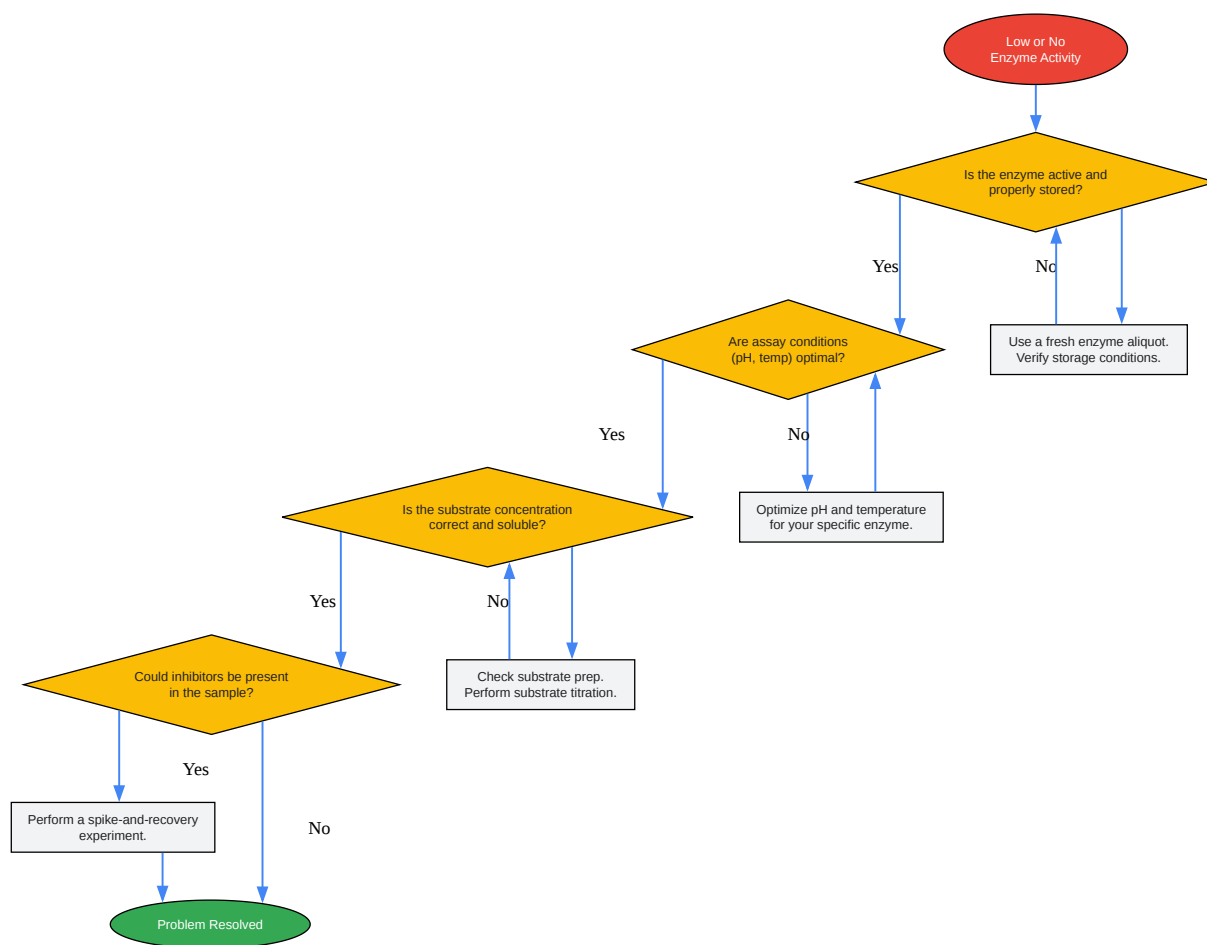 Low or No
Enzyme Activity
Is the enzyme active and
properly stored?
Yes
No
Use a fresh enzyme aliquot.
Verify storage conditions.
Are assay conditions
(pH, temp) optimal?
Yes
No
Optimize pH and temperature
for your specific enzyme.
Is the substrate concentration
correct and soluble?
Yes
No
Check substrate prep.
Perform substrate titration.
Could inhibitors be present
in the sample?
Yes
No
Perform a spike-and-recovery
experiment.
Problem Resolved